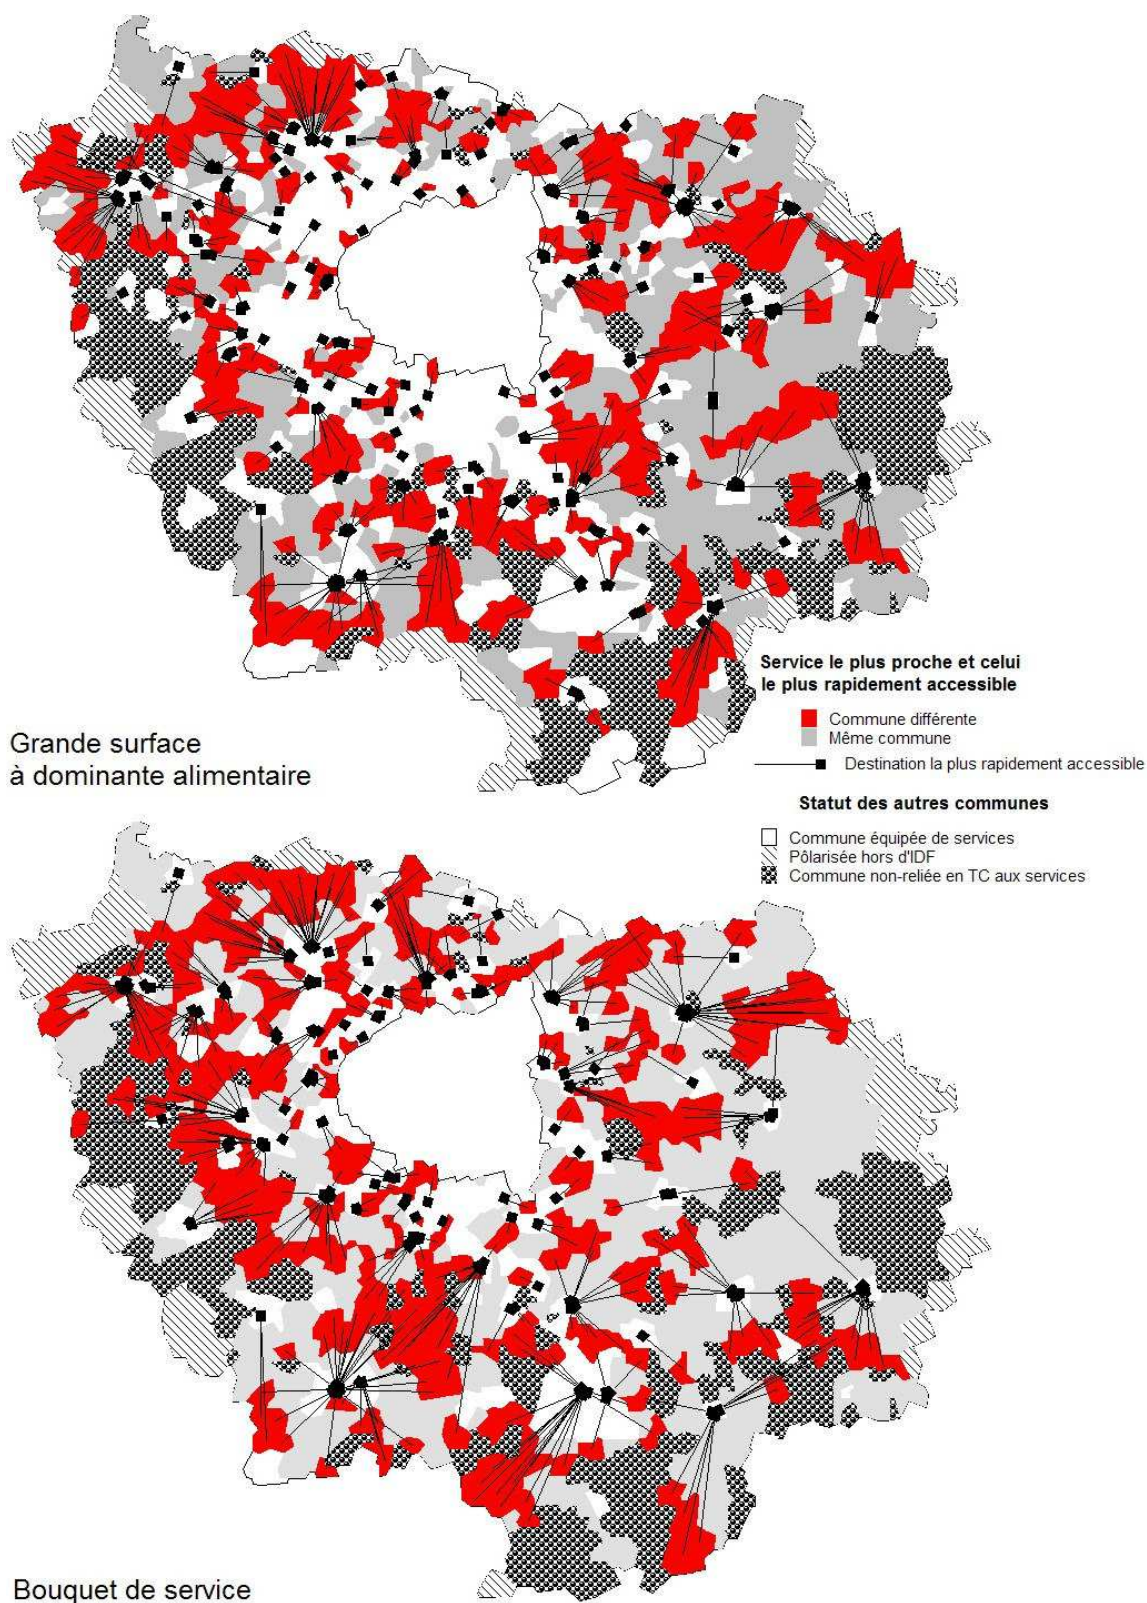 Service le plus proche et celui
le plus rapidement accessible
Commune différente
Même commune
Destination la plus rapidement accessible
Grande surface
à dominante alimentaire
Statut des autres communes
Commune équipée de services
Pôlarisée hors d'IDF
Commune non-reliée en TC aux services
Bouquet de service